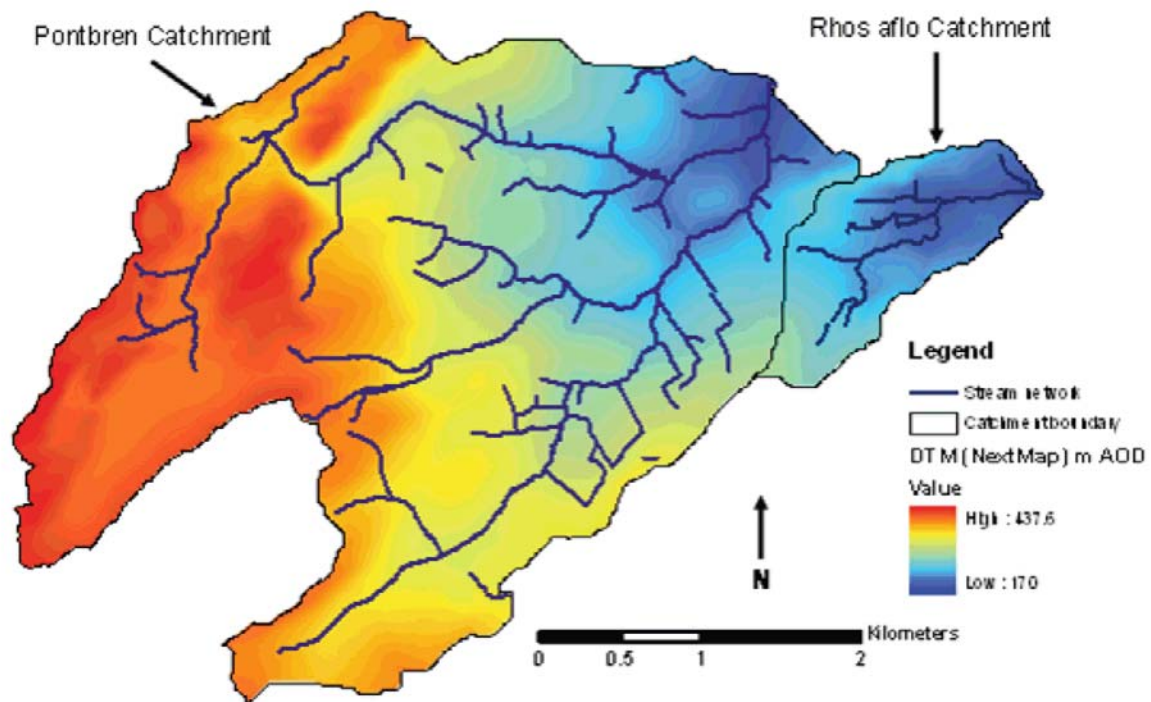 Pontbren Catchment
Rhos aflo Catchment
Legend
Stream network
Catchment boundary
DTM (NextMap) m AOD
Value
High : 437.6
Low : 170
N
Kilometers
0 0.5 1 2